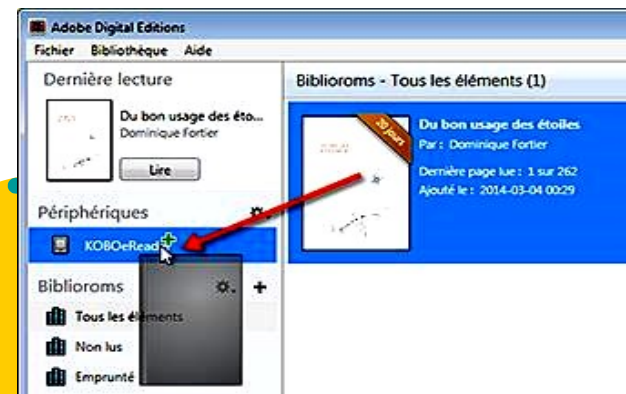 Adobe Digital Editions
Fichier Bibliothèque Aide
Dernière lecture
Du bon usage des éto...
Dominique Fortier
Lire
Périphériques
KOBOeRead
Biblioroms
Tous les éléments
Non lus
Emprunté
Biblioroms - Tous les éléments (1)
20 jours
Du bon usage des étoiles
Par : Dominique Fortier
Dernière page lue : 1 sur 262
Ajouté le : 2014-03-04 00:29